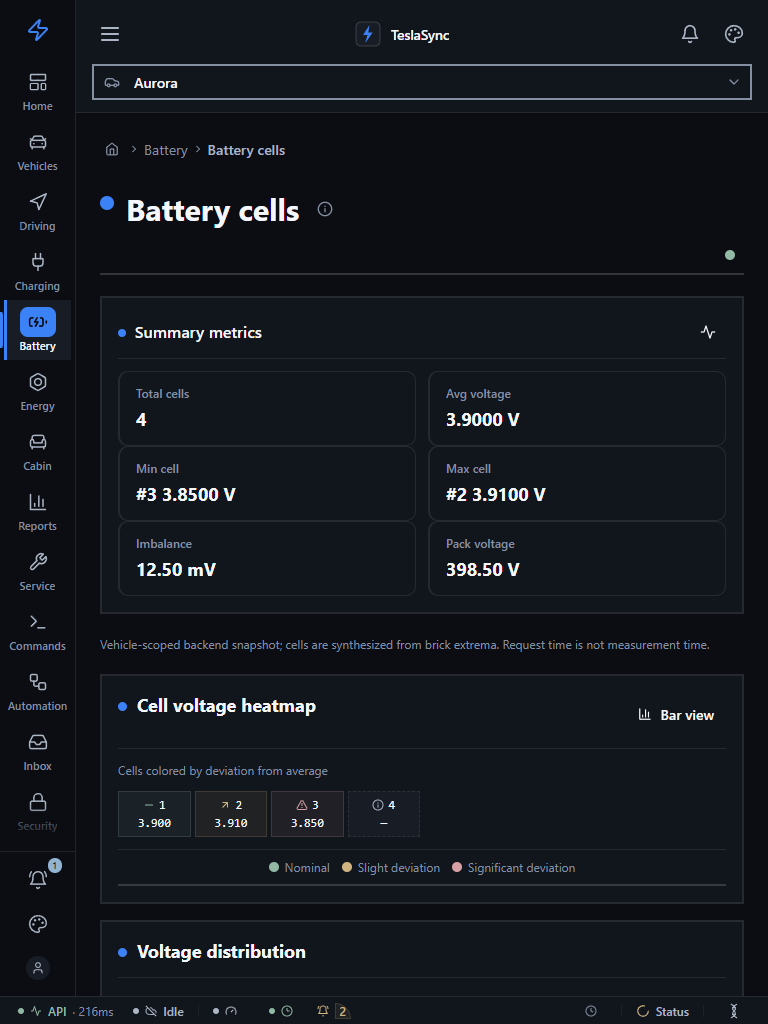 TeslaSync
Aurora
Home
Vehicles
Driving
Charging
Battery
Energy
Cabin
Reports
Service
Commands
Automation
Inbox
Security
1
Battery
Battery cells
Battery cells
Summary metrics
Total cells
4
Avg voltage
3.9000 V
Min cell
#3 3.8500 V
Max cell
#2 3.9100 V
Imbalance
12.50 mV
Pack voltage
398.50 V
Vehicle-scoped backend snapshot; cells are synthesized from brick extrema. Request time is not measurement time.
Cell voltage heatmap
Bar view
Cells colored by deviation from average
1
3.900
2
3.910
3
3.850
4
—
Nominal
Slight deviation
Significant deviation
Voltage distribution
API · 216ms
Idle
2
Status